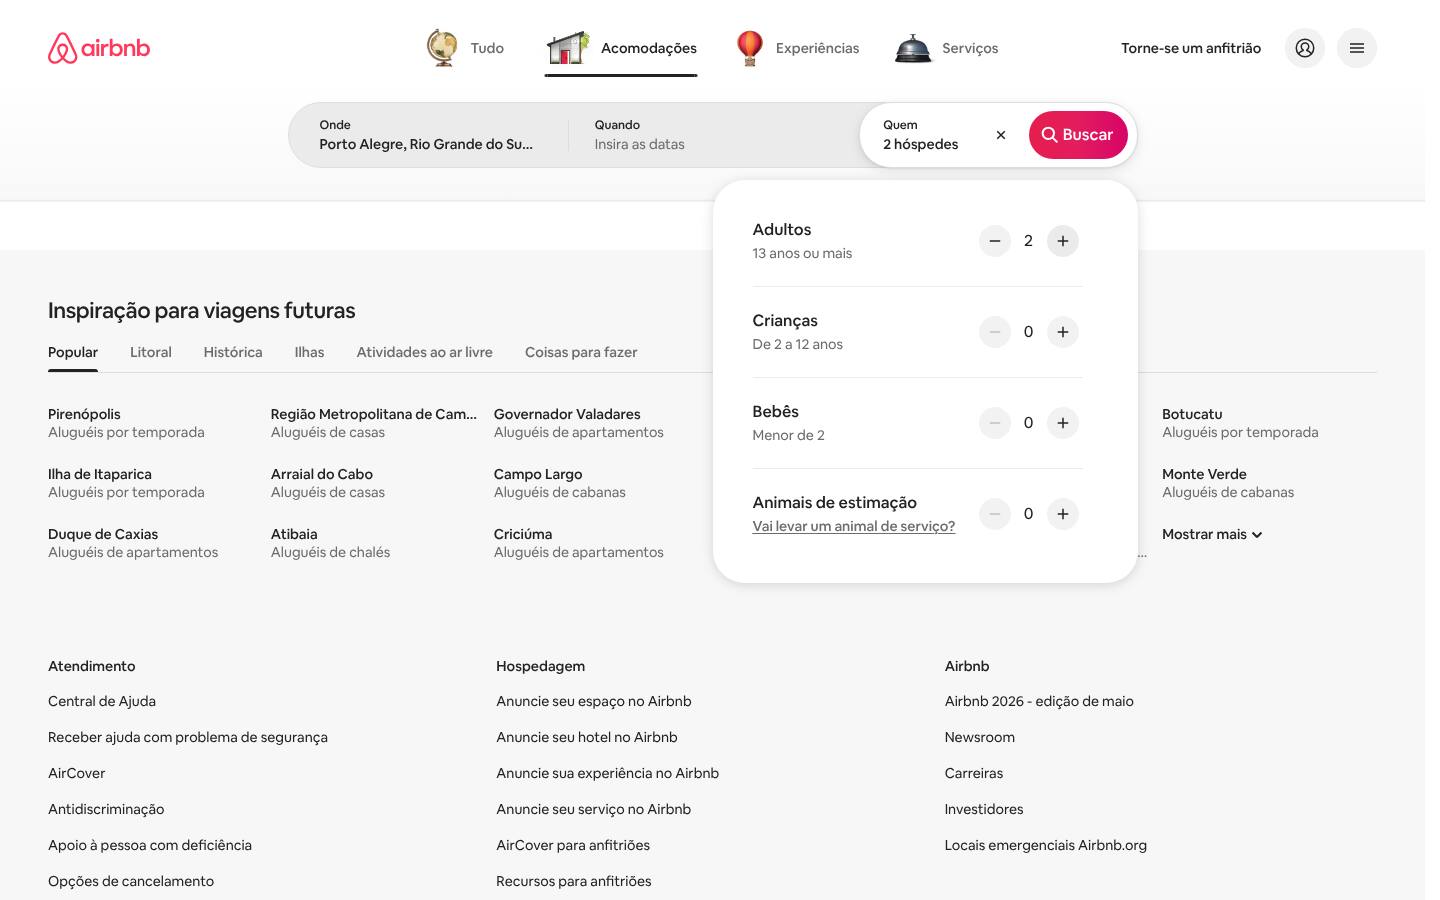 airbnb
Tudo
Acomodações
Experiências
Serviços
Torne-se um anfitrião
Onde
Porto Alegre, Rio Grande do Su...
Quando
Insira as datas
Quem
2 hóspedes
Buscar
Adultos
13 anos ou mais
2
Crianças
De 2 a 12 anos
0
Bebês
Menor de 2
0
Animais de estimação
Vai levar um animal de serviço?
0
Inspiração para viagens futuras
Popular
Litoral
Histórica
Ilhas
Atividades ao ar livre
Coisas para fazer
Pirenópolis
Aluguéis por temporada
Região Metropolitana de Cam...
Aluguéis de casas
Governador Valadares
Aluguéis de apartamentos
Botucatu
Aluguéis por temporada
Ilha de Itaparica
Aluguéis por temporada
Arraial do Cabo
Aluguéis de casas
Campo Largo
Aluguéis de cabanas
Monte Verde
Aluguéis de cabanas
Duque de Caxias
Aluguéis de apartamentos
Atibaia
Aluguéis de chalés
Criciúma
Aluguéis de apartamentos
...
Mostrar mais
Atendimento
Central de Ajuda
Receber ajuda com problema de segurança
AirCover
Antidiscriminação
Apoio à pessoa com deficiência
Opções de cancelamento
Hospedagem
Anuncie seu espaço no Airbnb
Anuncie seu hotel no Airbnb
Anuncie sua experiência no Airbnb
Anuncie seu serviço no Airbnb
AirCover para anfitriões
Recursos para anfitriões
Airbnb
Airbnb 2026 - edição de maio
Newsroom
Carreiras
Investidores
Locais emergenciais Airbnb.org